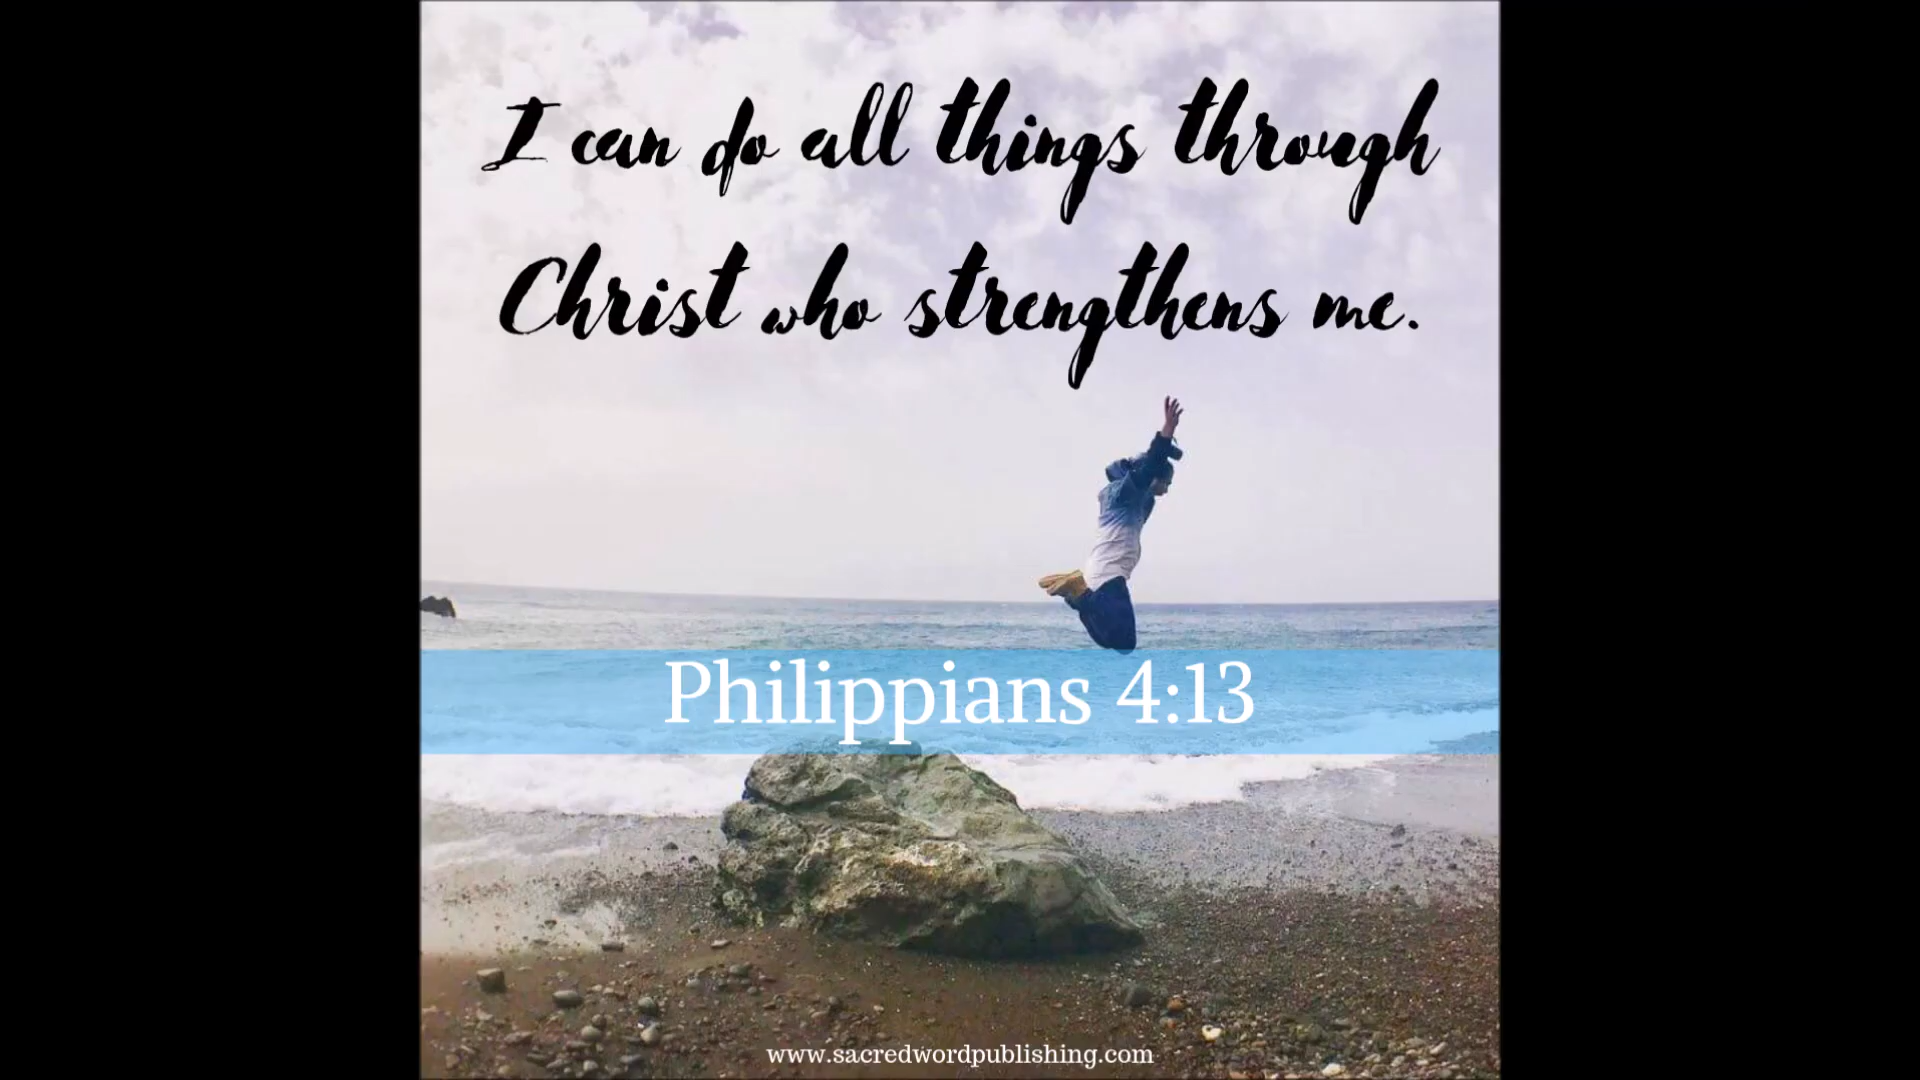 I can do all things through
Christ who strengthens me.
Philippians 4:13
www.sacredwordpublishing.com